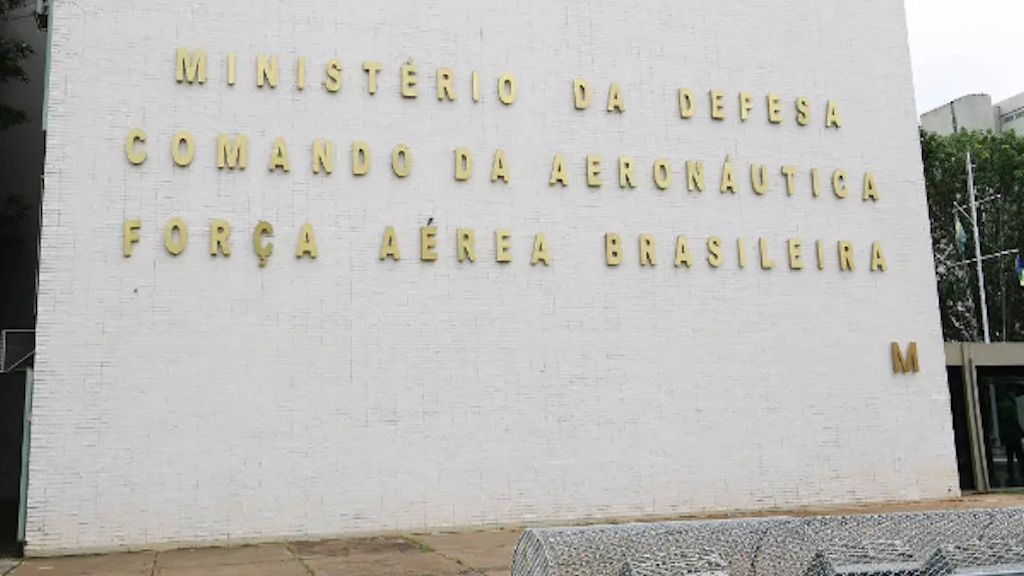 MINISTÉRIO DA DEFESA
COMANDO DA AERONÁUTICA
FORÇA AÉREA BRASILEIRA
M